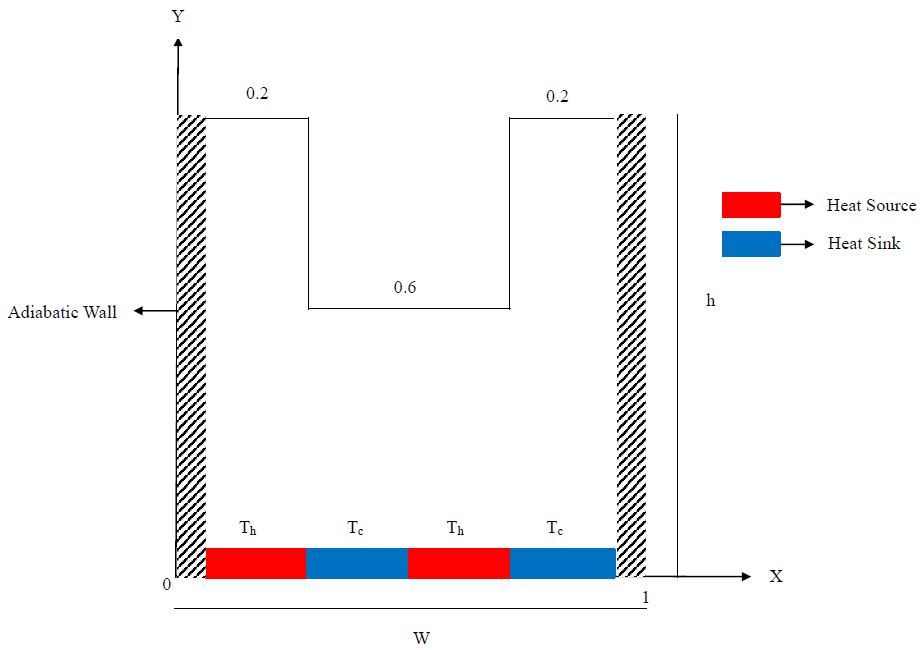 Y
0.2
0.2
Heat Source
Heat Sink
0.6
h
Adiabatic Wall
Th
Tc
Th
Tc
X
0
1
W